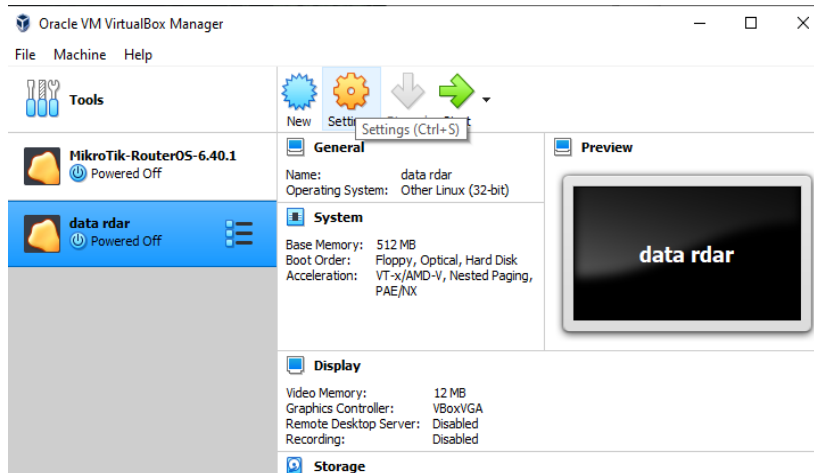 Oracle VM VirtualBox Manager
File Machine Help
Tools
New
Settings (Ctrl+S)
MikroTik-RouterOS-6.40.1
Powered Off
data rdar
Powered Off
General
Name: data rdar
Operating System: Other Linux (32-bit)
System
Base Memory: 512 MB
Boot Order: Floppy, Optical, Hard Disk
Acceleration: VT-x/AMD-V, Nested Paging,
PAE/NX
Preview
data rdar
Display
Video Memory: 12 MB
Graphics Controller: VBoxVGA
Remote Desktop Server: Disabled
Recording: Disabled
Storage